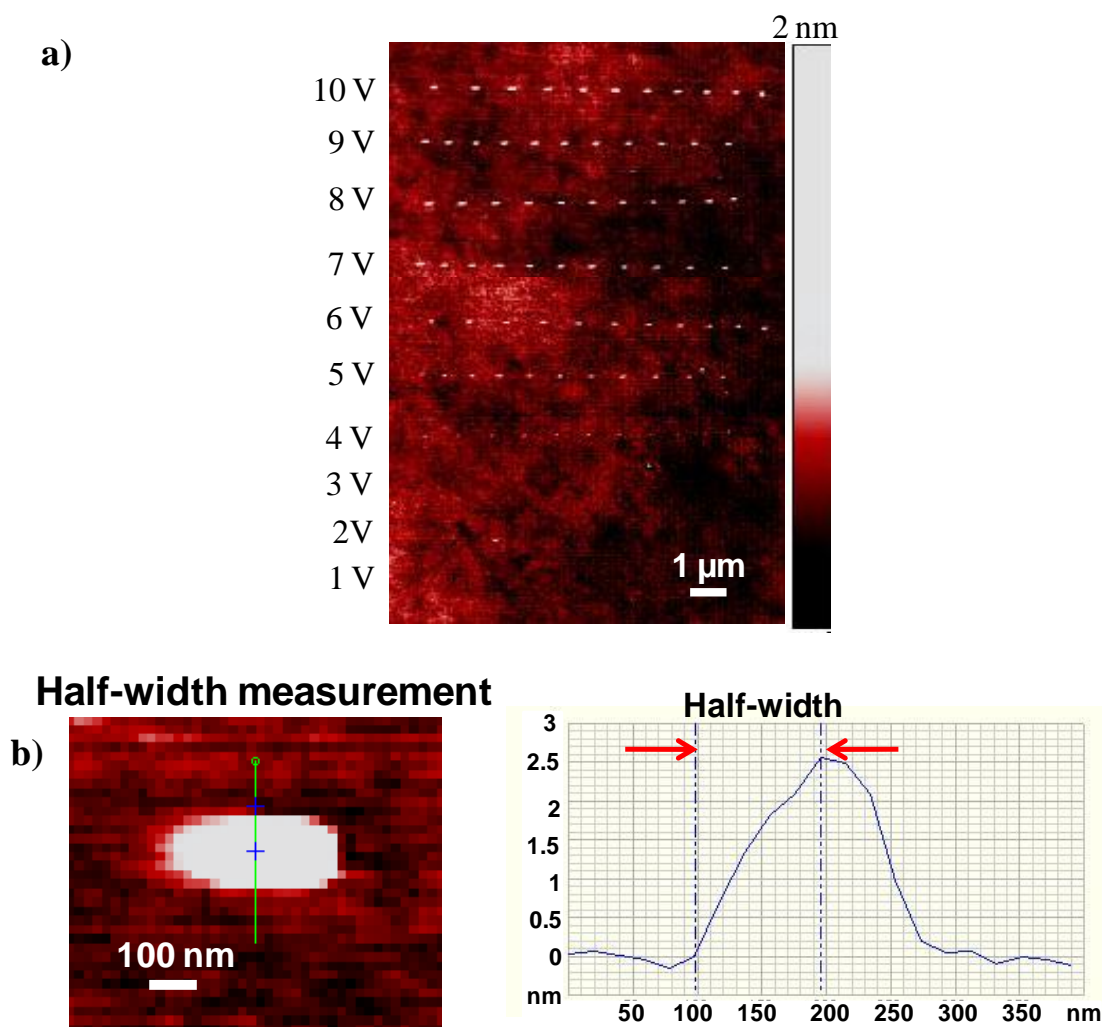 a)
2 nm
10 V
9 V
8 V
7 V
6 V
5 V
4 V
3 V
2V
1 V
1 µm
Half-width measurement
b)
100 nm
Half-width
3
2.5
2
1.5
1
0.5
0
nm
50 100 150 200 250 300 350 nm